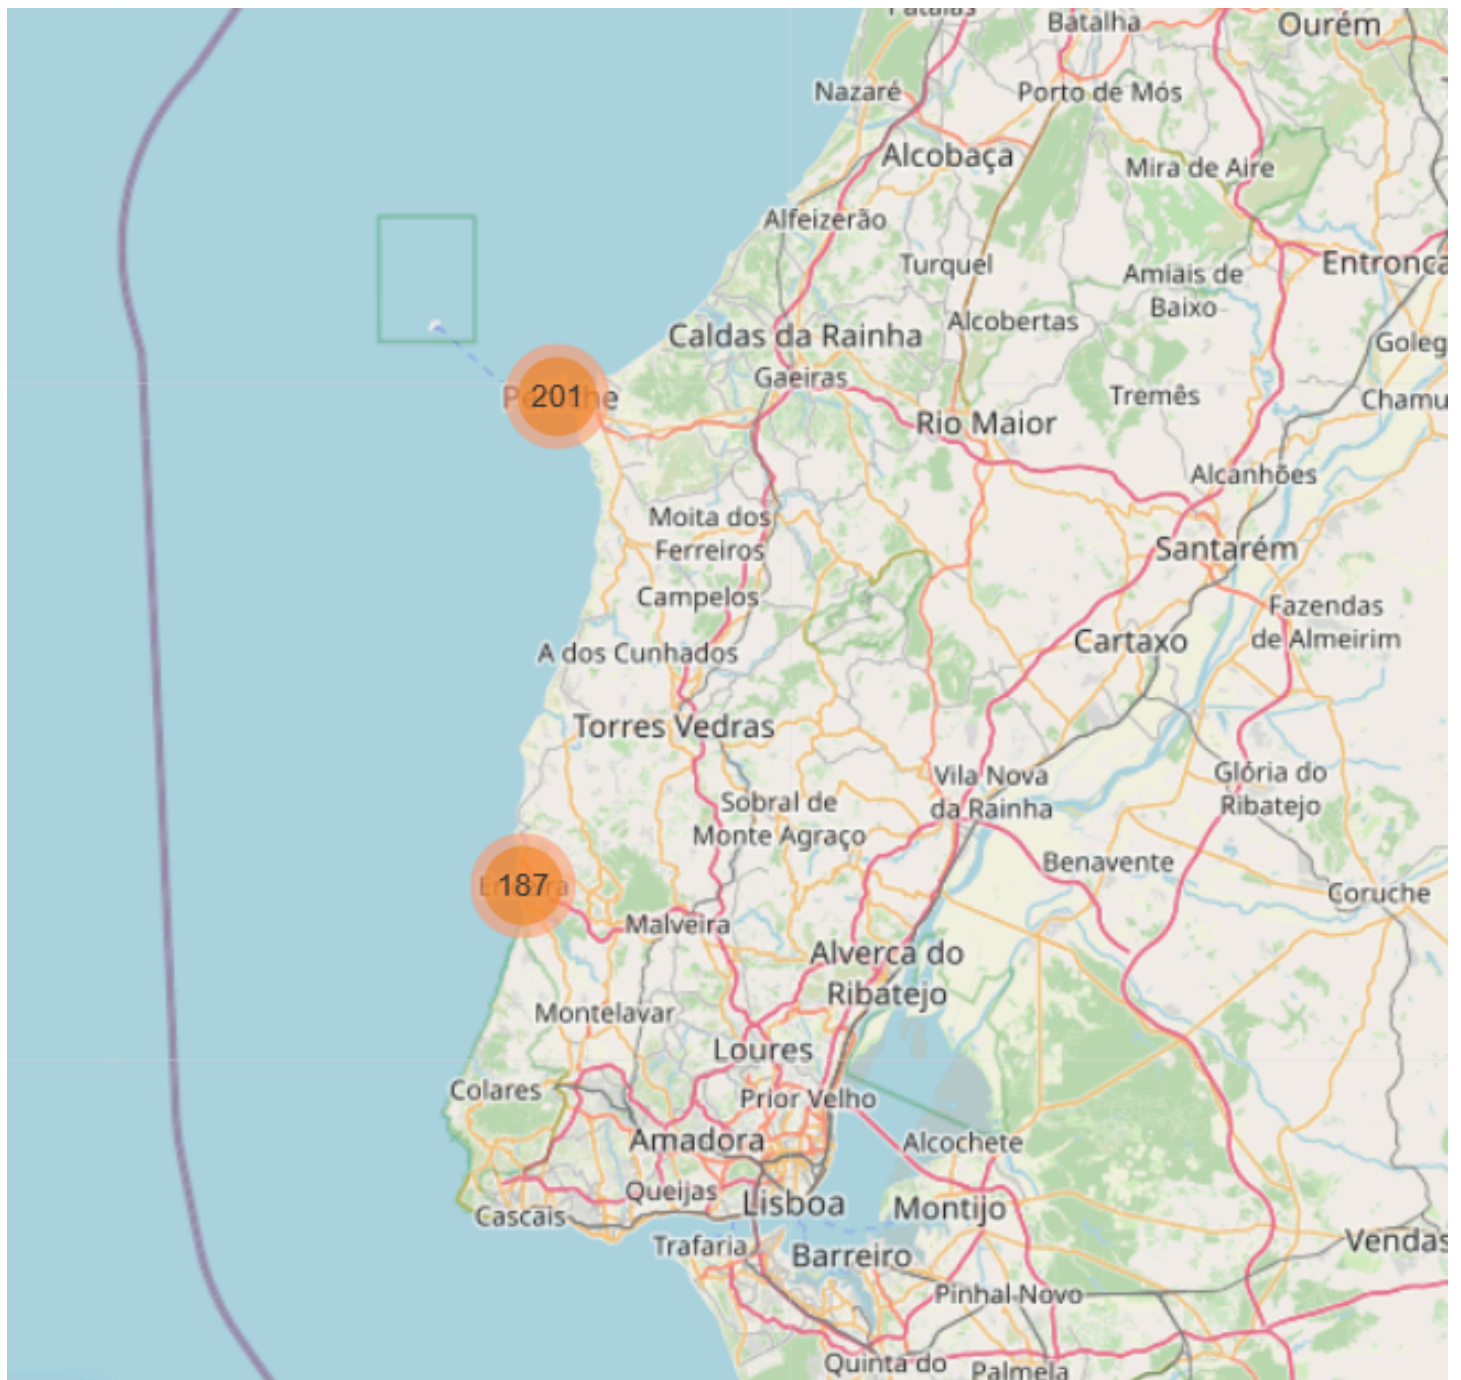 Batalha
Ourém
Nazaré
Porto de Mós
Alcobaça
Mira de Aire
Alfeizerão
Turquel
Amiais de
Baixo
Entronca
Caldas da Rainha
Alcobertas
Goleg
Gaeiras
201
Tremês
Chamu
Rio Maior
Alcanhões
Moita dos
Ferreiros
Santarém
Campelos
Fazendas
de Almeirim
A dos Cunhados
Cartaxo
Torres Vedras
Vila Nova
da Rainha
Glória do
Ribatejo
Sobral de
Monte Agraço
Benavente
187
Coruche
Malveira
Alverca do
Ribatejo
Montelavar
Loures
Colares
Prior Velho
Amadora
Alcochete
Queijas
Lisboa
Montijo
Cascais
Trafaria
Barreiro
Vendas
Pinhal Novo
Quinta do
Palmela